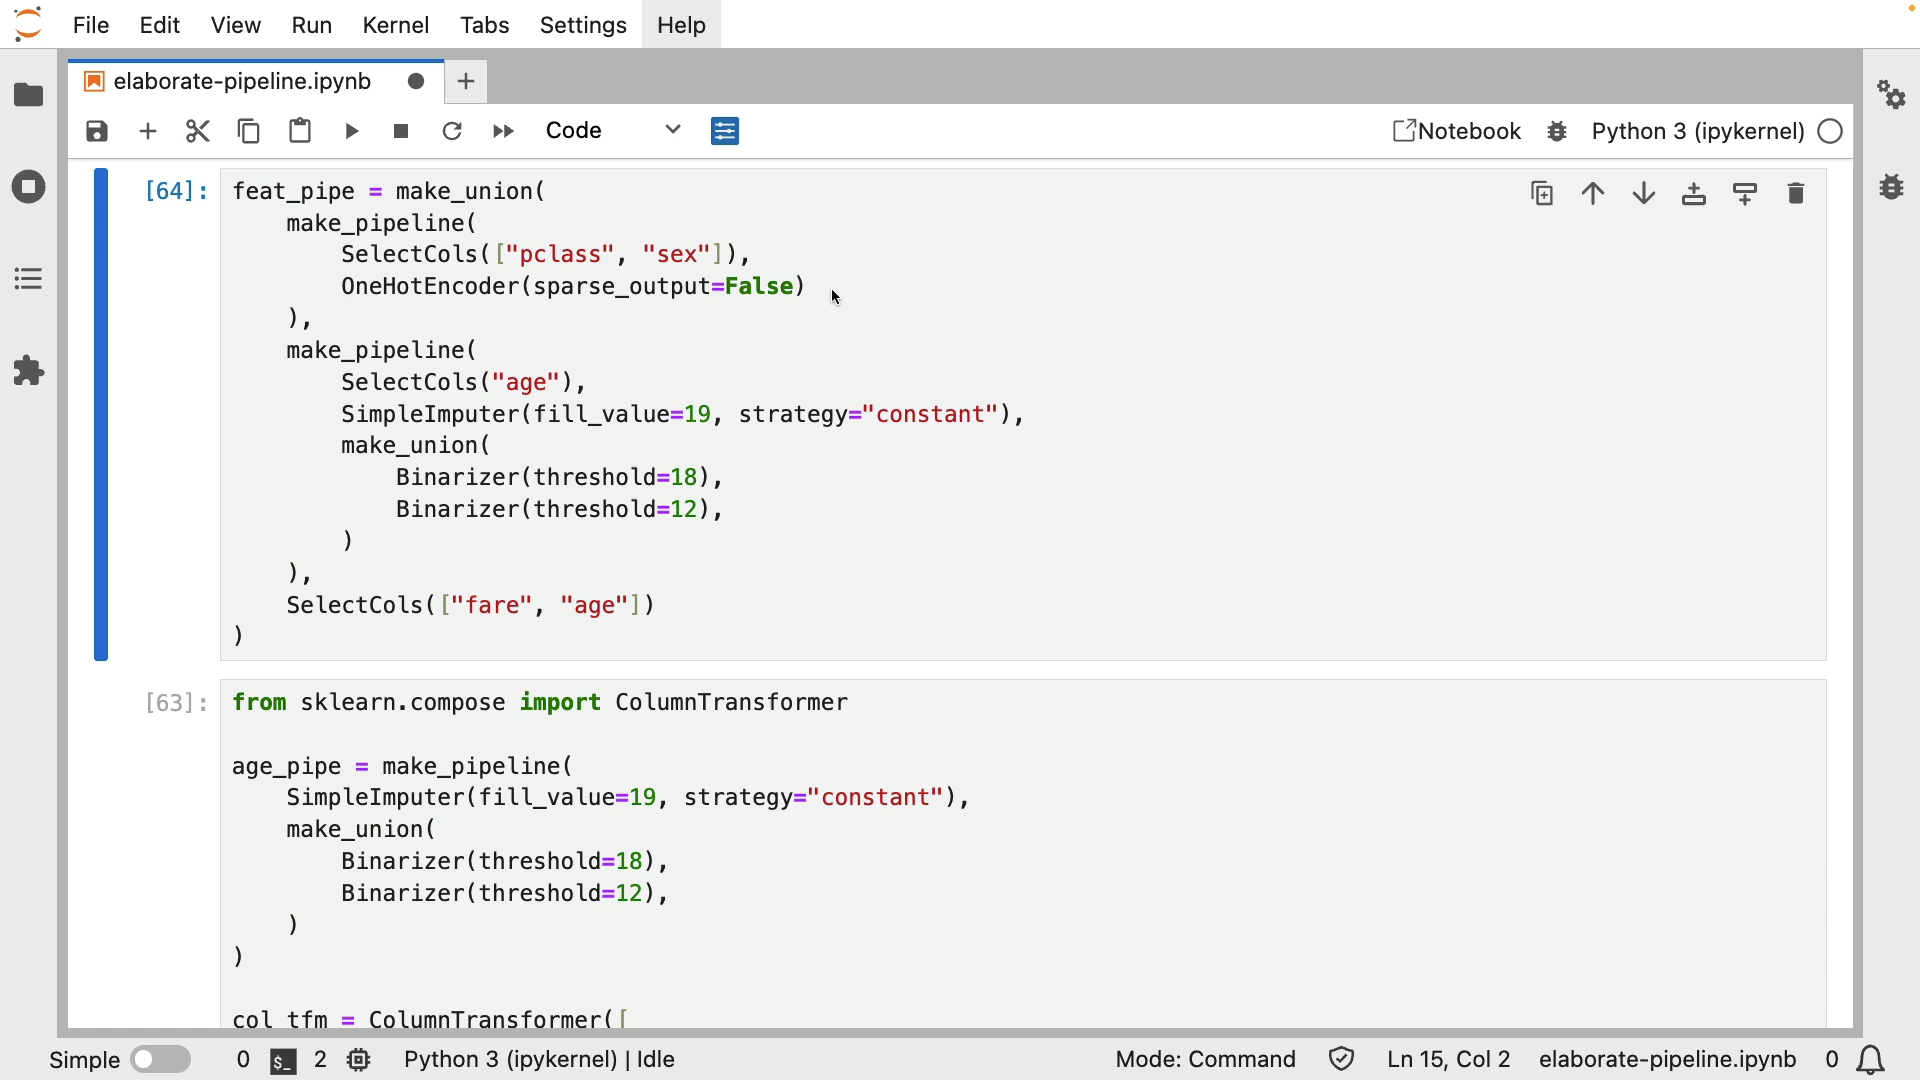 File Edit View Run Kernel Tabs Settings Help
elaborate-pipeline.ipynb
Code Notebook Python 3 (ipykernel)
[64]: feat_pipe = make_union(
    make_pipeline(
        SelectCols(["pclass", "sex"]),
        OneHotEncoder(sparse_output=False)
    ),
    make_pipeline(
        SelectCols("age"),
        SimpleImputer(fill_value=19, strategy="constant"),
        make_union(
            Binarizer(threshold=18),
            Binarizer(threshold=12),
        )
    ),
    SelectCols(["fare", "age"])
)
[63]: from sklearn.compose import ColumnTransformer
age_pipe = make_pipeline(
    SimpleImputer(fill_value=19, strategy="constant"),
    make_union(
        Binarizer(threshold=18),
        Binarizer(threshold=12),
    )
)
col_tfm = ColumnTransformer([
Simple 0 $_ 2 Python 3 (ipykernel) | Idle Mode: Command Ln 15, Col 2 elaborate-pipeline.ipynb 0